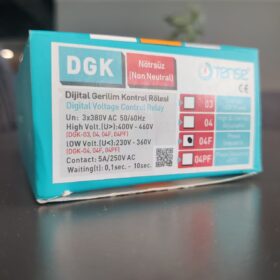 DGK
Nötrsüz
(Non Neutral)
tense
CE
Dijital Gerilim Kontrol Rölesi
Digital Voltage Control Relay
Un: 3x380V AC 50/60Hz
High Volt.(U>):400V - 460V
(DGK-03, 04, 04F, 04PF)
lOW Volt.(U<):230V - 360V
(DGK-04, 04F, 04PF)
Contact: 5A/250V AC
Waiting(t): 0,1sec. - 10sec.
03
04
04F
04PF